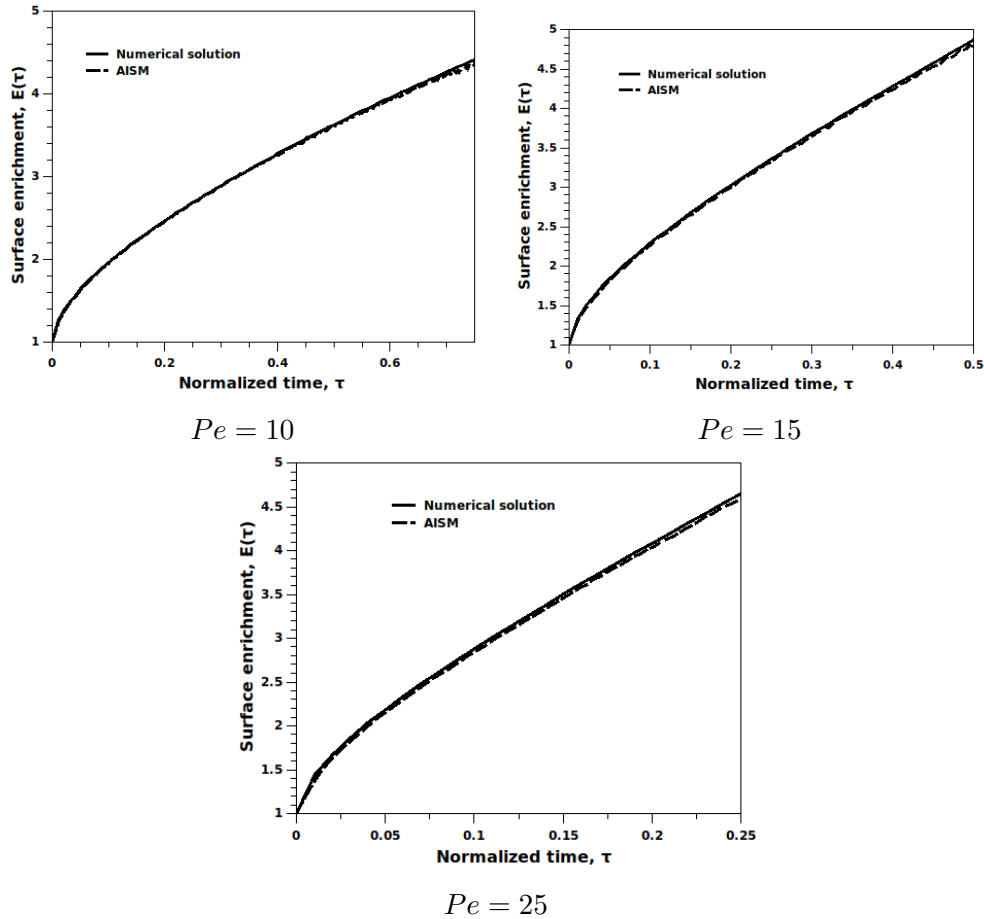 5
4
3
2
1
Surface enrichment, E(τ)
Numerical solution
AISM
0
0.2
0.4
0.6
Normalized time, τ
Pe = 10
5
4.5
4
3.5
3
2.5
2
1.5
1
Surface enrichment, E(τ)
Numerical solution
AISM
0
0.1
0.2
0.3
0.4
0.5
Normalized time, τ
Pe = 15
5
4.5
4
3.5
3
2.5
2
1.5
1
Surface enrichment, E(τ)
Numerical solution
AISM
0
0.05
0.1
0.15
0.2
0.25
Normalized time, τ
Pe = 25